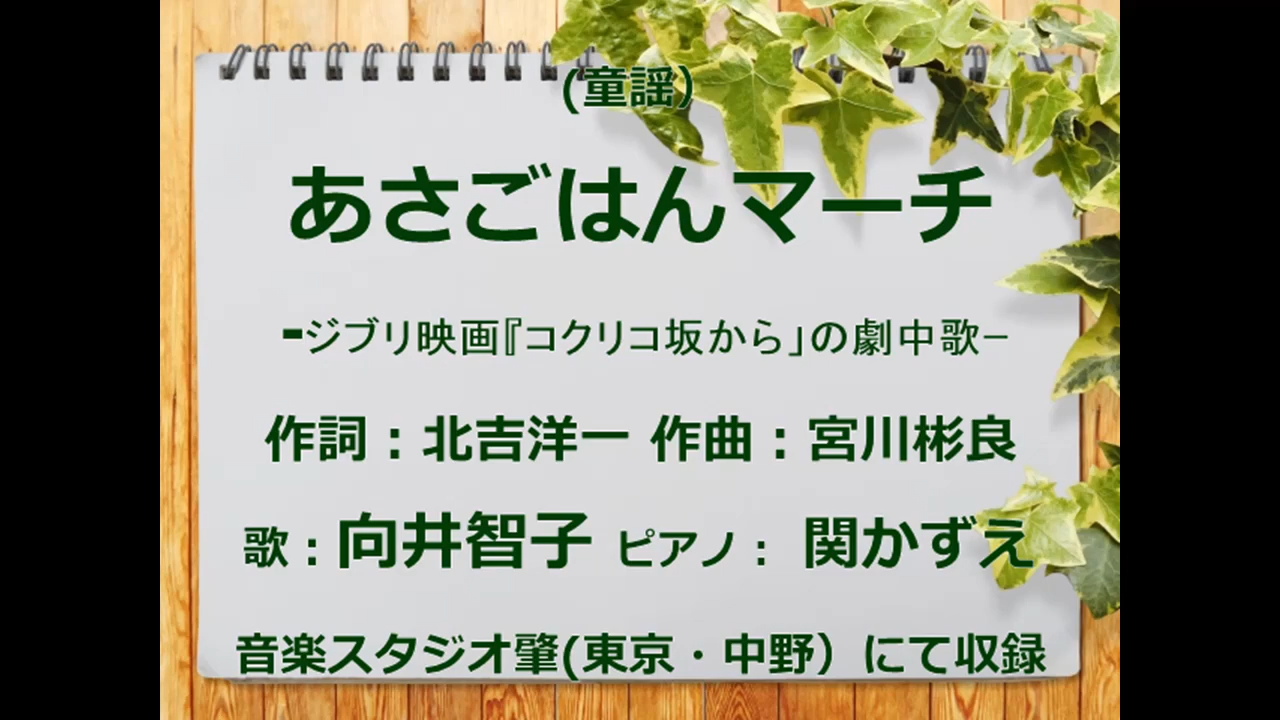 (童謡）
あさごはんマーチ
-ジブリ映画『コクリコ坂から」の劇中歌−
作詞：北吉洋一 作曲：宮川彬良
歌：向井智子 ピアノ： 関かずえ
音楽スタジオ肇(東京・中野）にて収録